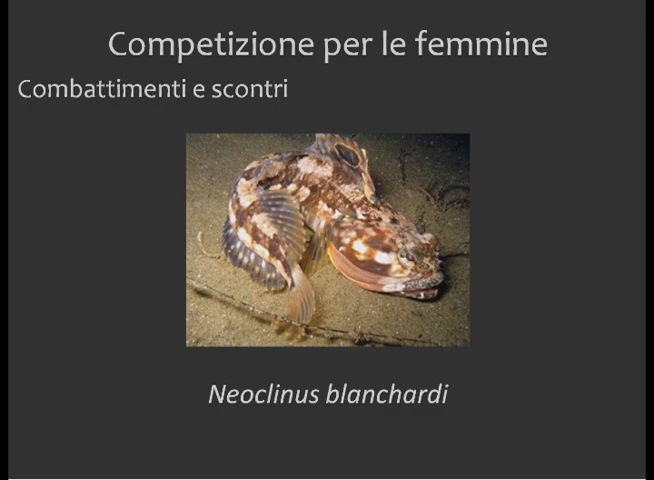 Competizione per le femmine
Combattimenti e scontri
Neoclinus blanchardi